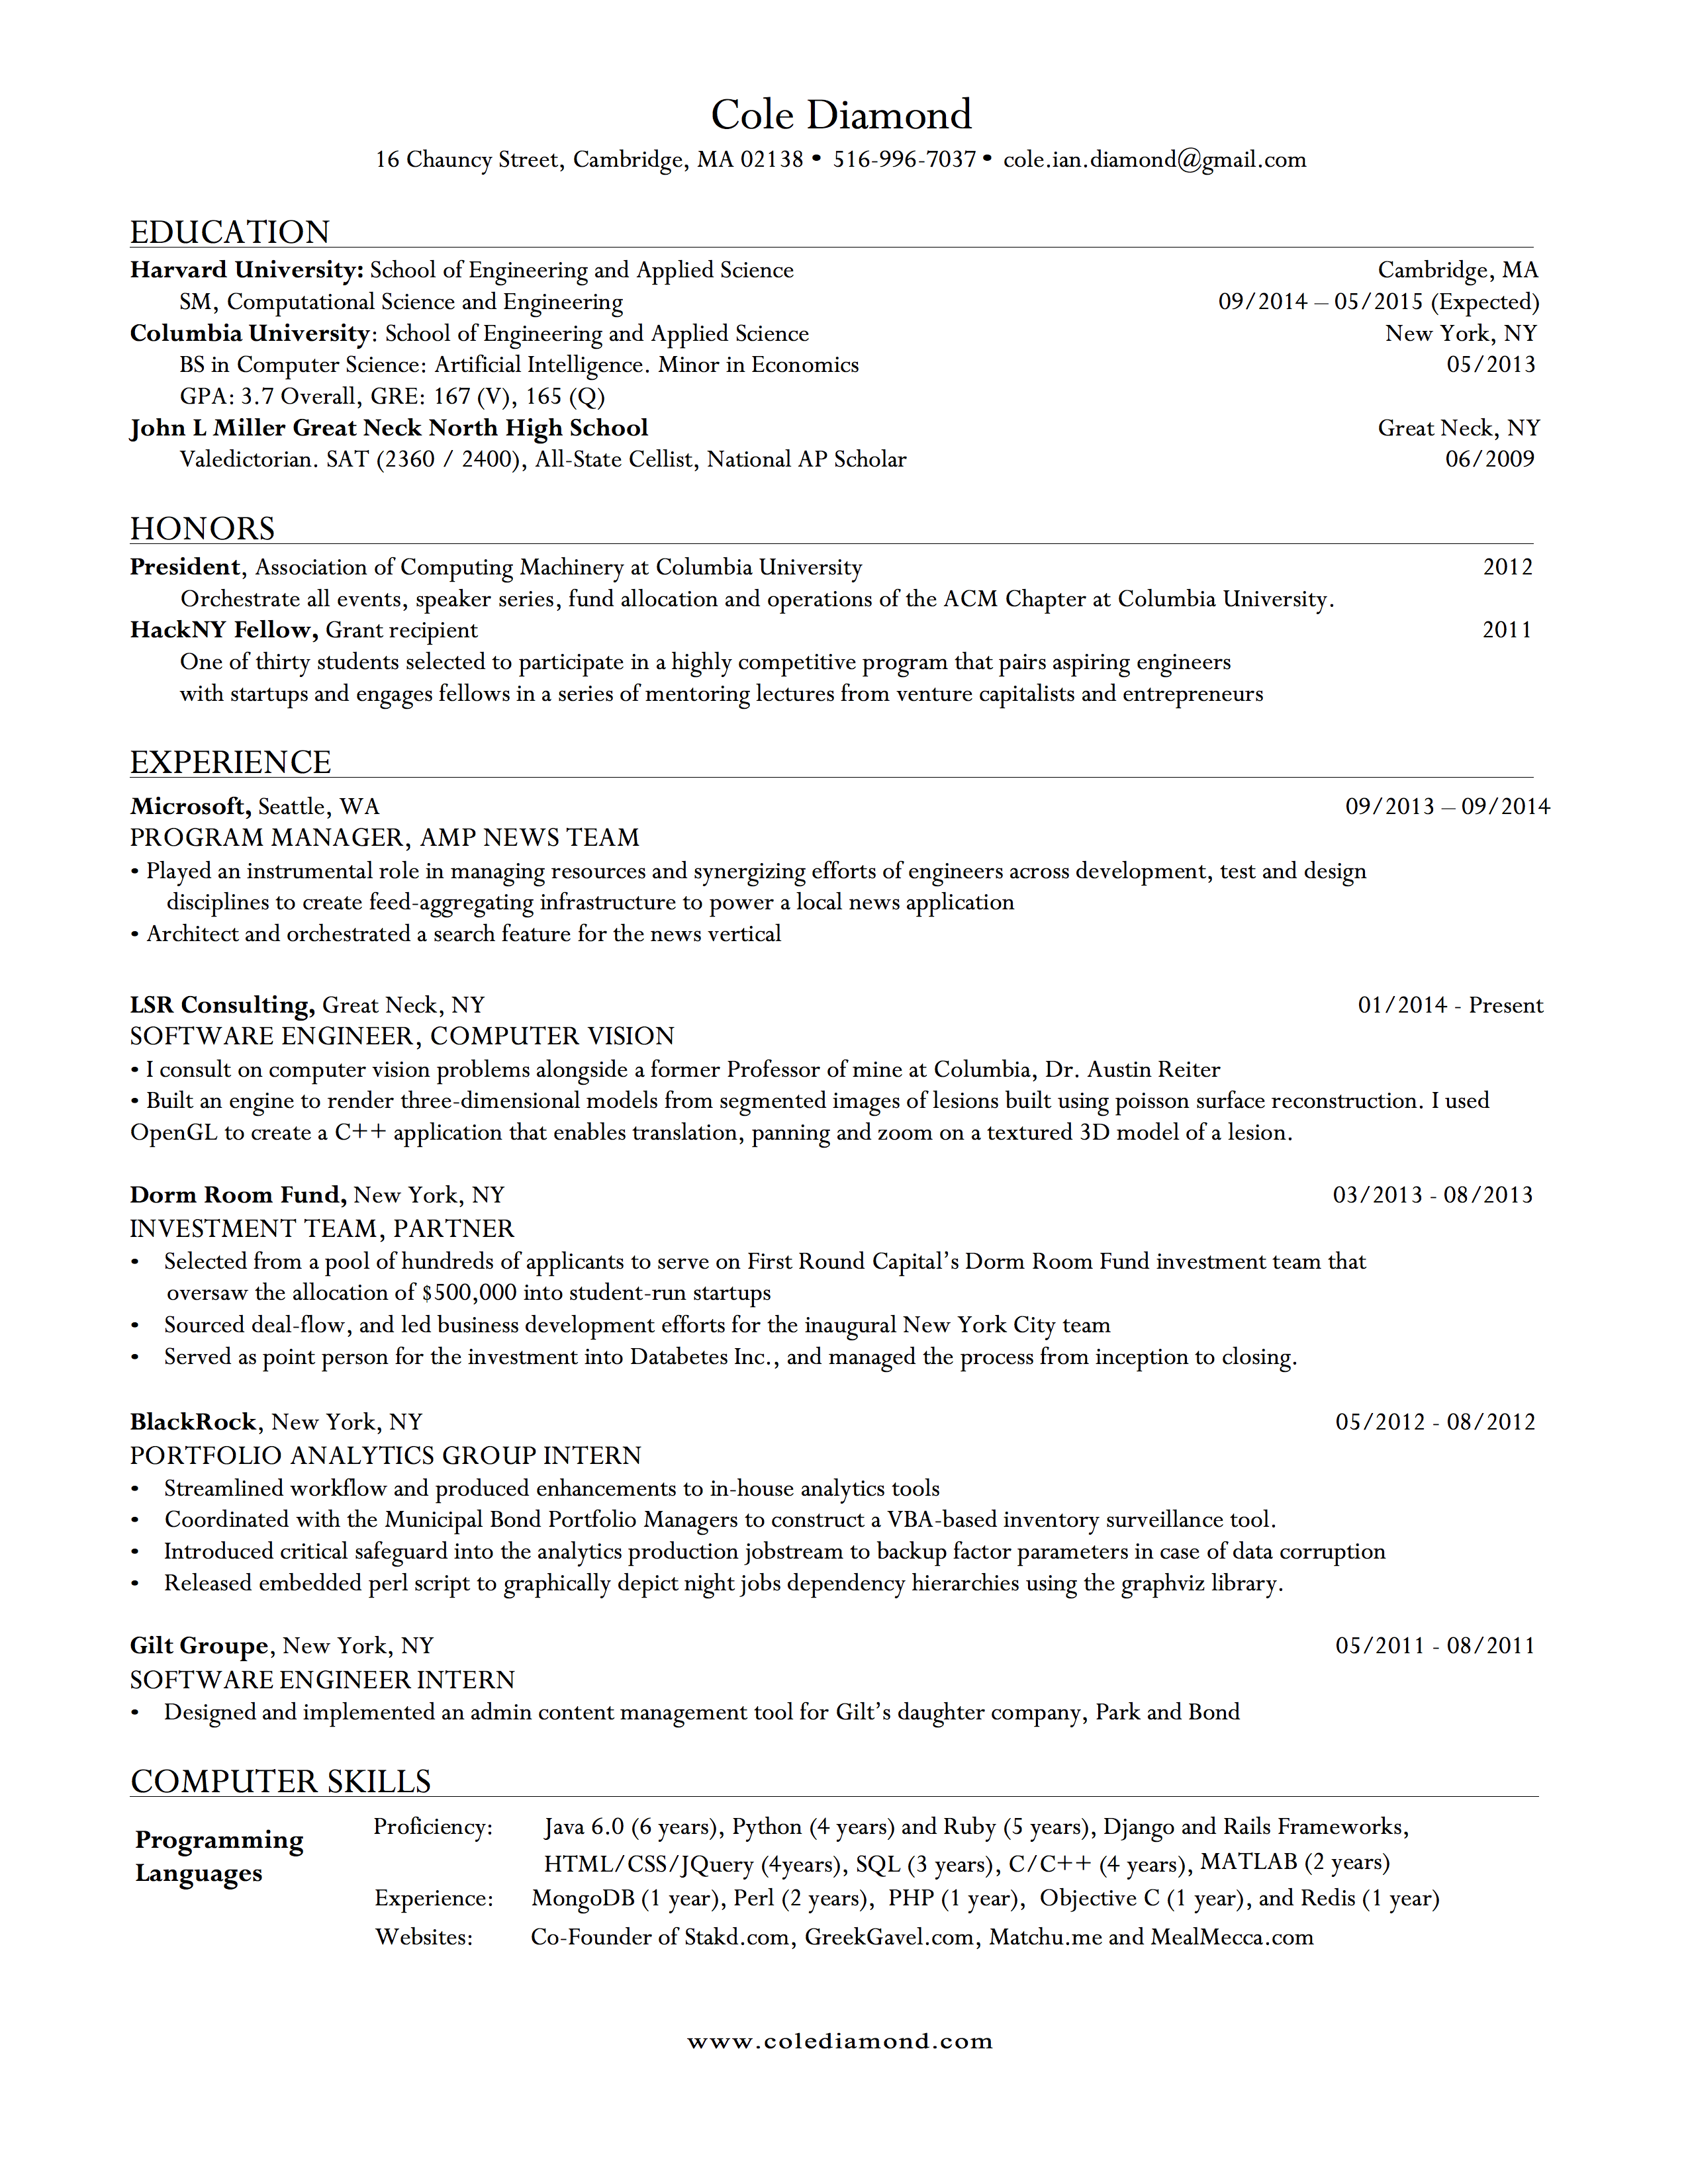 Cole Diamond
16 Chauncy Street, Cambridge, MA 02138 • 516-996-7037 • cole.ian.diamond@gmail.com
EDUCATION
Harvard University: School of Engineering and Applied Science Cambridge, MA
SM, Computational Science and Engineering 09/2014 – 05/2015 (Expected)
Columbia University: School of Engineering and Applied Science New York, NY
BS in Computer Science: Artificial Intelligence. Minor in Economics 05/2013
GPA: 3.7 Overall, GRE: 167 (V), 165 (Q)
John L Miller Great Neck North High School Great Neck, NY
Valedictorian. SAT (2360 / 2400), All-State Cellist, National AP Scholar 06/2009
HONORS
President, Association of Computing Machinery at Columbia University 2012
Orchestrate all events, speaker series, fund allocation and operations of the ACM Chapter at Columbia University.
HackNY Fellow, Grant recipient 2011
One of thirty students selected to participate in a highly competitive program that pairs aspiring engineers
with startups and engages fellows in a series of mentoring lectures from venture capitalists and entrepreneurs
EXPERIENCE
Microsoft, Seattle, WA 09/2013 – 09/2014
PROGRAM MANAGER, AMP NEWS TEAM
• Played an instrumental role in managing resources and synergizing efforts of engineers across development, test and design
disciplines to create feed-aggregating infrastructure to power a local news application
• Architect and orchestrated a search feature for the news vertical
LSR Consulting, Great Neck, NY 01/2014 - Present
SOFTWARE ENGINEER, COMPUTER VISION
• I consult on computer vision problems alongside a former Professor of mine at Columbia, Dr. Austin Reiter
• Built an engine to render three-dimensional models from segmented images of lesions built using poisson surface reconstruction. I used
OpenGL to create a C++ application that enables translation, panning and zoom on a textured 3D model of a lesion.
Dorm Room Fund, New York, NY 03/2013 - 08/2013
INVESTMENT TEAM, PARTNER
• Selected from a pool of hundreds of applicants to serve on First Round Capital’s Dorm Room Fund investment team that
oversaw the allocation of $500,000 into student-run startups
• Sourced deal-flow, and led business development efforts for the inaugural New York City team
• Served as point person for the investment into Databetes Inc., and managed the process from inception to closing.
BlackRock, New York, NY 05/2012 - 08/2012
PORTFOLIO ANALYTICS GROUP INTERN
• Streamlined workflow and produced enhancements to in-house analytics tools
• Coordinated with the Municipal Bond Portfolio Managers to construct a VBA-based inventory surveillance tool.
• Introduced critical safeguard into the analytics production jobstream to backup factor parameters in case of data corruption
• Released embedded perl script to graphically depict night jobs dependency hierarchies using the graphviz library.
Gilt Groupe, New York, NY 05/2011 - 08/2011
SOFTWARE ENGINEER INTERN
• Designed and implemented an admin content management tool for Gilt’s daughter company, Park and Bond
COMPUTER SKILLS
Programming
Languages
Proficiency: Java 6.0 (6 years), Python (4 years) and Ruby (5 years), Django and Rails Frameworks,
HTML/CSS/JQuery (4years), SQL (3 years), C/C++ (4 years), MATLAB (2 years)
Experience: MongoDB (1 year), Perl (2 years), PHP (1 year), Objective C (1 year), and Redis (1 year)
Websites: Co-Founder of Stakd.com, GreekGavel.com, Matchu.me and MealMecca.com
www.colediamond.com